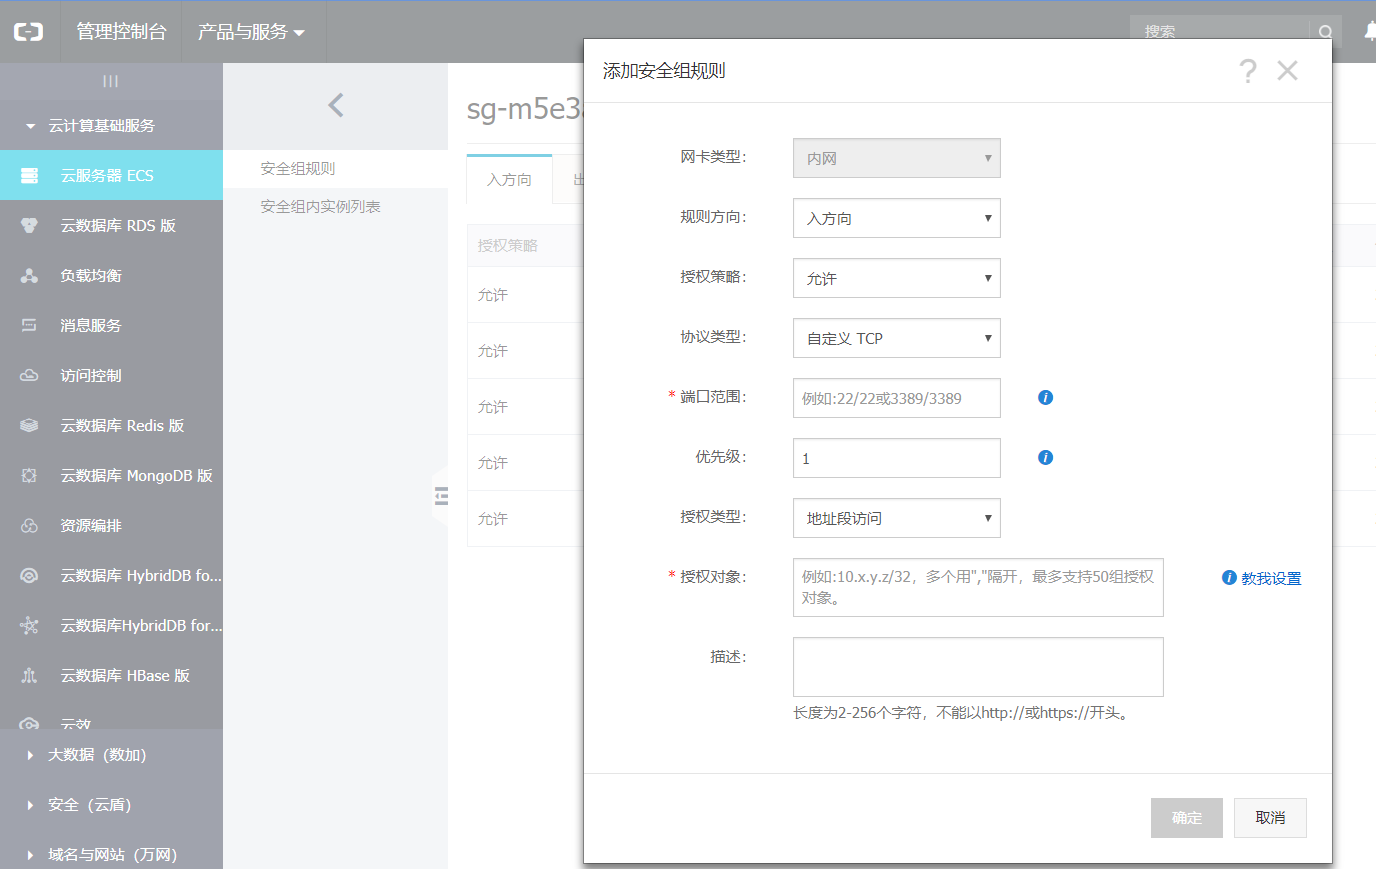 管理控制台
产品与服务
搜索
云计算基础服务
云服务器 ECS
云数据库 RDS 版
负载均衡
消息服务
访问控制
云数据库 Redis 版
云数据库 MongoDB 版
资源编排
云数据库 HybridDB fo...
云数据库HybridDB for...
云数据库 HBase 版
云效
大数据（数加）
安全（云盾）
域名与网站（万网）
安全组规则
安全组内实例列表
sg-m5e3
入方向
出
授权策略
允许
允许
允许
允许
允许
添加安全组规则
网卡类型：
内网
规则方向：
入方向
授权策略：
允许
协议类型：
自定义 TCP
* 端口范围：
例如:22/22或3389/3389
优先级：
1
授权类型：
地址段访问
* 授权对象：
例如:10.x.y.z/32，多个用","隔开，最多支持50组授权
对象。
教我设置
描述：
长度为2-256个字符，不能以http://或https://开头。
确定
取消